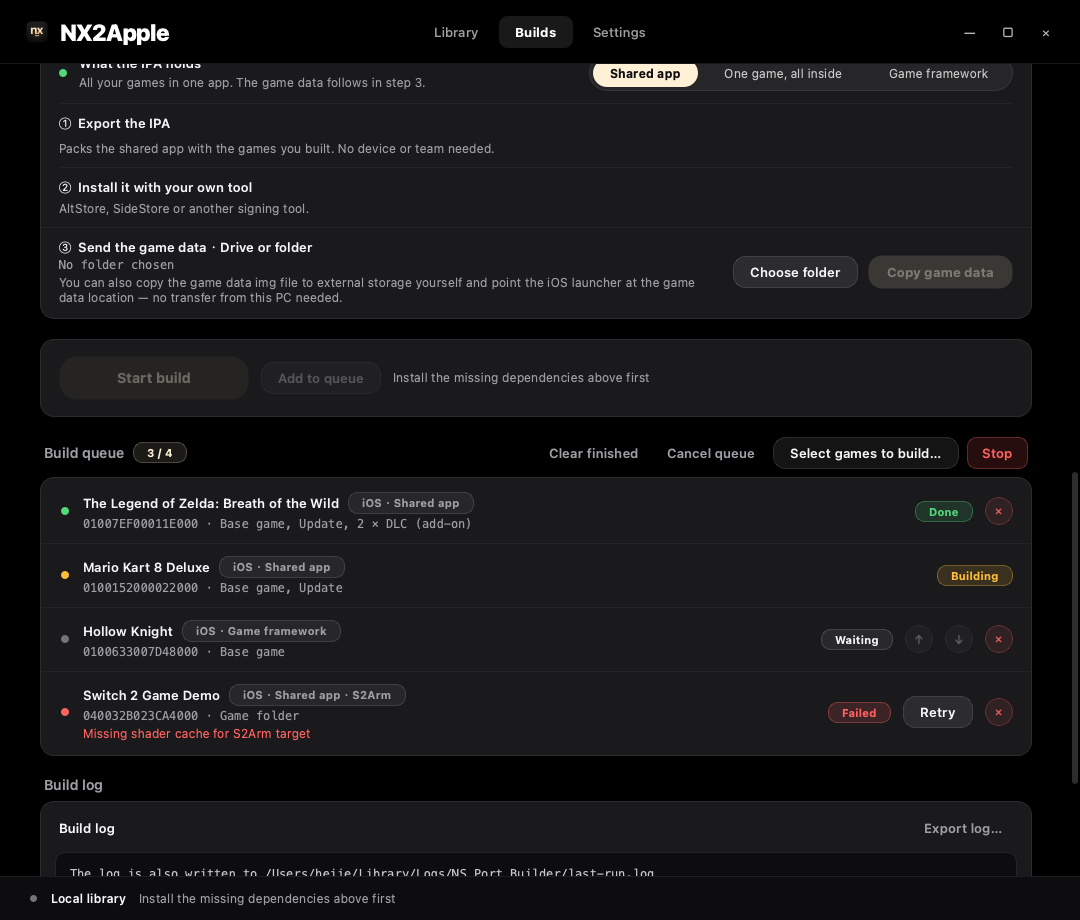 nx
NX2Apple
Library
Builds
Settings
What the IPA holds
All your games in one app. The game data follows in step 3.
Shared app
One game, all inside
Game framework
① Export the IPA
Packs the shared app with the games you built. No device or team needed.
② Install it with your own tool
AltStore, SideStore or another signing tool.
③ Send the game data · Drive or folder
No folder chosen
You can also copy the game data img file to external storage yourself and point the iOS launcher at the game
data location — no transfer from this PC needed.
Choose folder
Copy game data
Start build
Add to queue
Install the missing dependencies above first
Build queue
3 / 4
Clear finished
Cancel queue
Select games to build...
Stop
The Legend of Zelda: Breath of the Wild
iOS · Shared app
01007EF00011E000 · Base game, Update, 2 × DLC (add-on)
Done
Mario Kart 8 Deluxe
iOS · Shared app
0100152000022000 · Base game, Update
Building
Hollow Knight
iOS · Game framework
0100633007D48000 · Base game
Waiting
Switch 2 Game Demo
iOS · Shared app · S2Arm
040032B023CA4000 · Game folder
Missing shader cache for S2Arm target
Failed
Retry
Build log
Build log
Export log...
The log is also written to /Users/hejie/Library/Logs/NS Port Builder/last-run.log
Local library
Install the missing dependencies above first